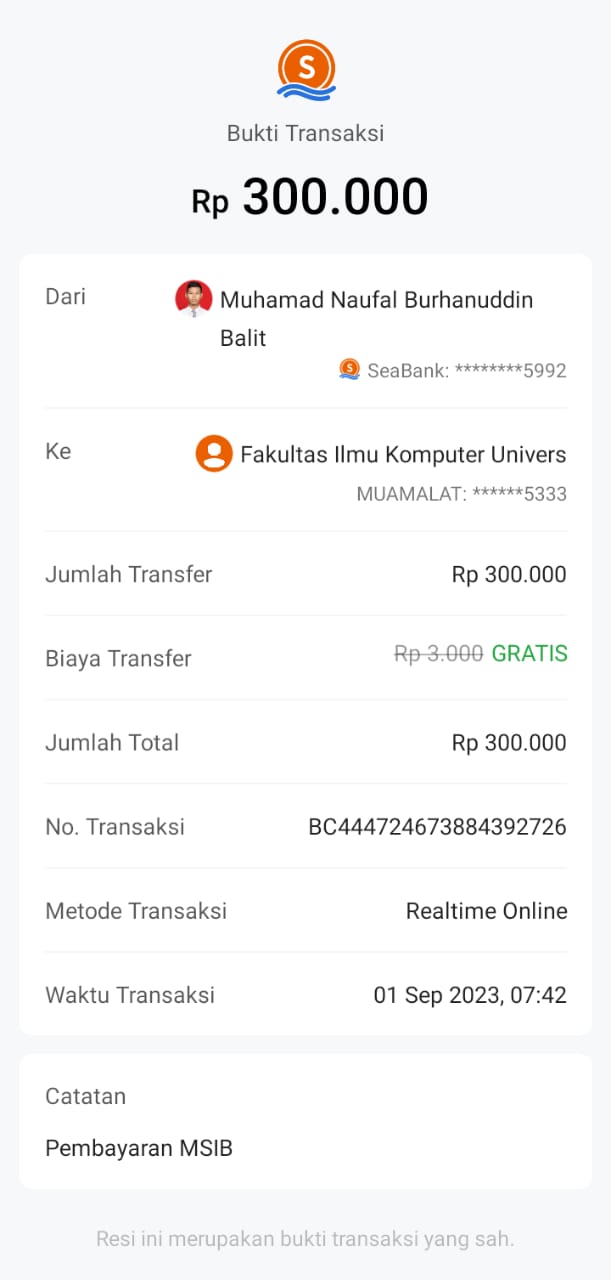 S
Bukti Transaksi
Rp 300.000
Dari
Muhamad Naufal Burhanuddin
Balit
S SeaBank: ********5992
Ke
Fakultas Ilmu Komputer Univers
MUAMALAT: ******5333
Jumlah Transfer Rp 300.000
Biaya Transfer Rp 3.000 GRATIS
Jumlah Total Rp 300.000
No. Transaksi BC444724673884392726
Metode Transaksi Realtime Online
Waktu Transaksi 01 Sep 2023, 07:42
Catatan
Pembayaran MSIB
Resi ini merupakan bukti transaksi yang sah.